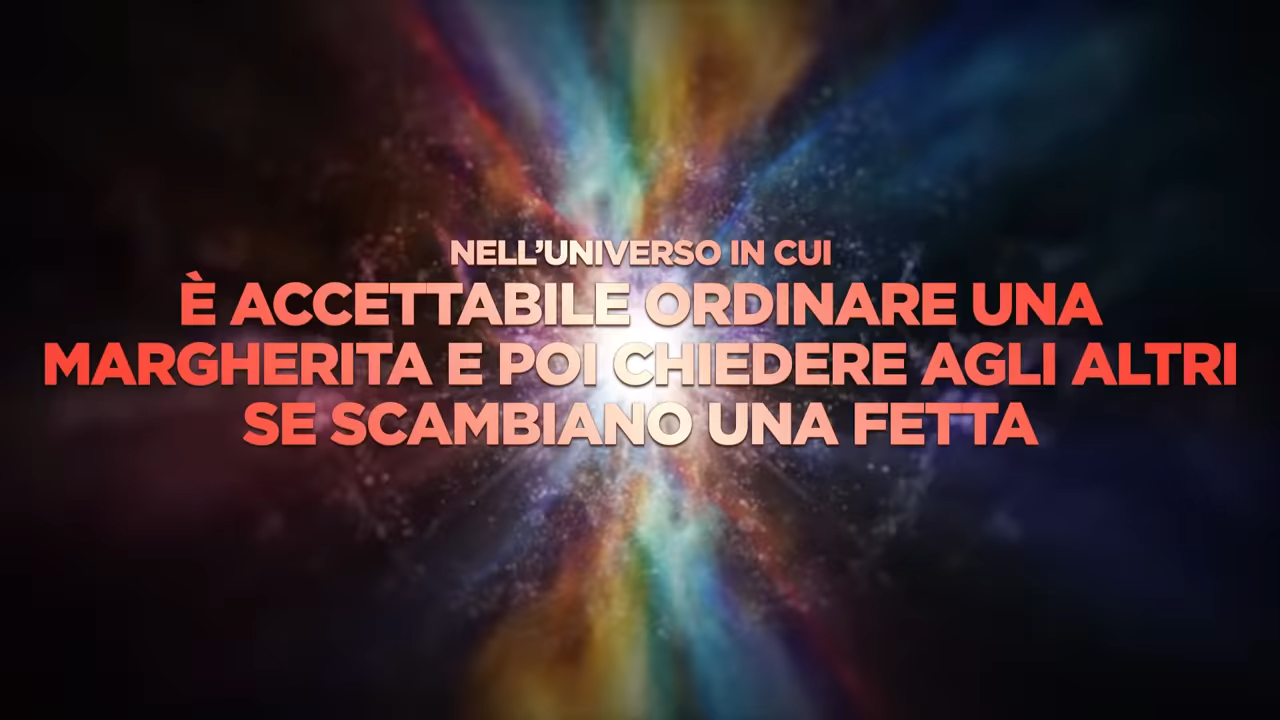 NELL’UNIVERSO IN CUI
È ACCETTABILE ORDINARE UNA
MARGHERITA E POI CHIEDERE AGLI ALTRI
SE SCAMBIANO UNA FETTA